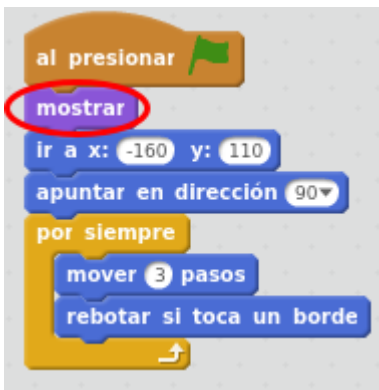 al presionar
mostrar
ir a x: -160 y: 110
apuntar en dirección 90
por siempre
mover 3 pasos
rebotar si toca un borde